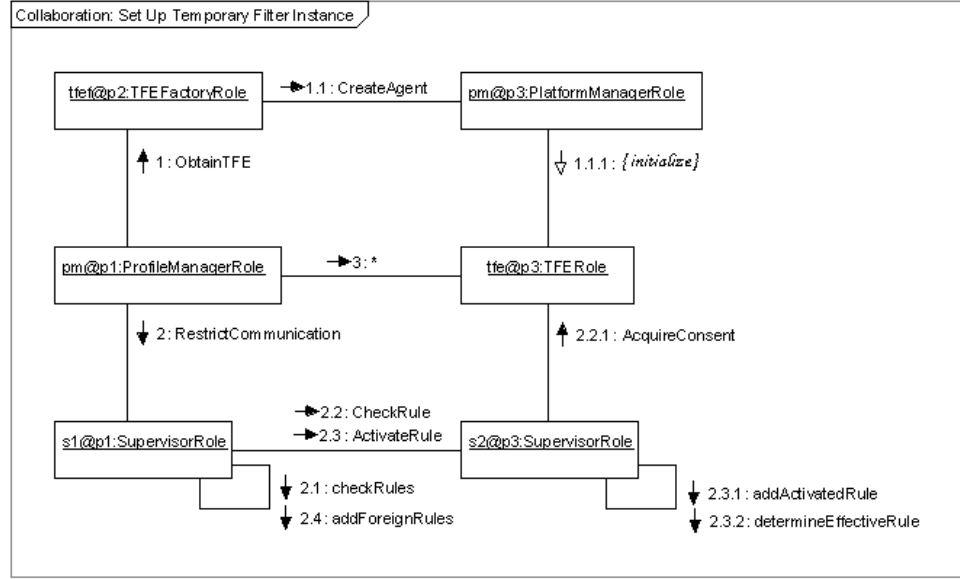 Collaboration: Set Up Temporary Filter Instance
tfef@p2:TFEFactoryRole
1.1: CreateAgent
pm@p3:PlatformManagerRole
1: ObtainTFE
1.1.1: {initialize}
pm@p1:ProfileManagerRole
3: *
tfe@p3:TFERole
2: RestrictCommunication
2.2.1: AcquireConsent
2.2: CheckRule
2.3: ActivateRule
s1@p1:SupervisorRole
s2@p3:SupervisorRole
2.1: checkRules
2.4: addForeignRules
2.3.1: addActivatedRule
2.3.2: determineEffectiveRule